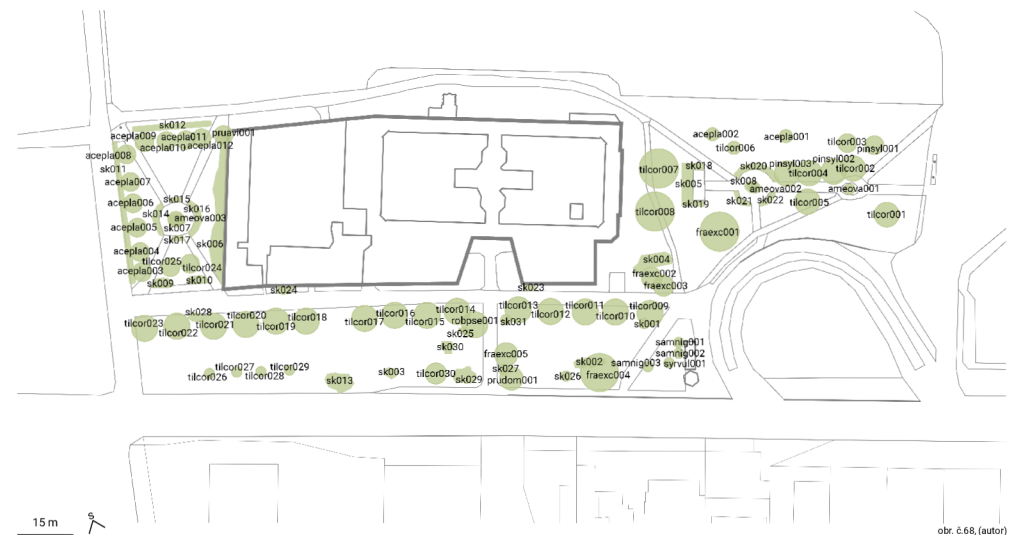 sk012
acepla009
acepla011
pruavi001
acepla010
acepla012
acepla008
sk011
acepla007
acepla006
sk015
sk016
sk014
ameova003
acepla005
sk007
sk017
sk006
acepla004
tilcor025
tilcor024
acepla003
sk009
sk010
sk024
sk023
acepla002
acepla001
tilcor006
tilcor003
pinsyl001
tilcor007
sk018
sk020
pinsyl003
pinsyl002
tilcor002
tilcor004
sk005
sk008
ameova002
ameova001
sk019
sk021
sk022
tilcor005
tilcor008
tilcor001
fraexc001
sk004
fraexc002
fraexc003
tilcor023
sk028
tilcor022
tilcor021
tilcor020
tilcor019
tilcor018
tilcor017
tilcor016
tilcor015
tilcor014
robpse001
sk025
tilcor013
sk031
tilcor012
tilcor011
tilcor010
tilcor009
sk001
sk030
fraexc005
samnig001
samnig002
samnig003
syrvul001
tilcor027
tilcor029
tilcor026
tilcor028
sk013
sk003
tilcor030
sk029
sk027
prudom001
sk002
sk026
fraexc004
15 m
S
obr. č.68, (autor)